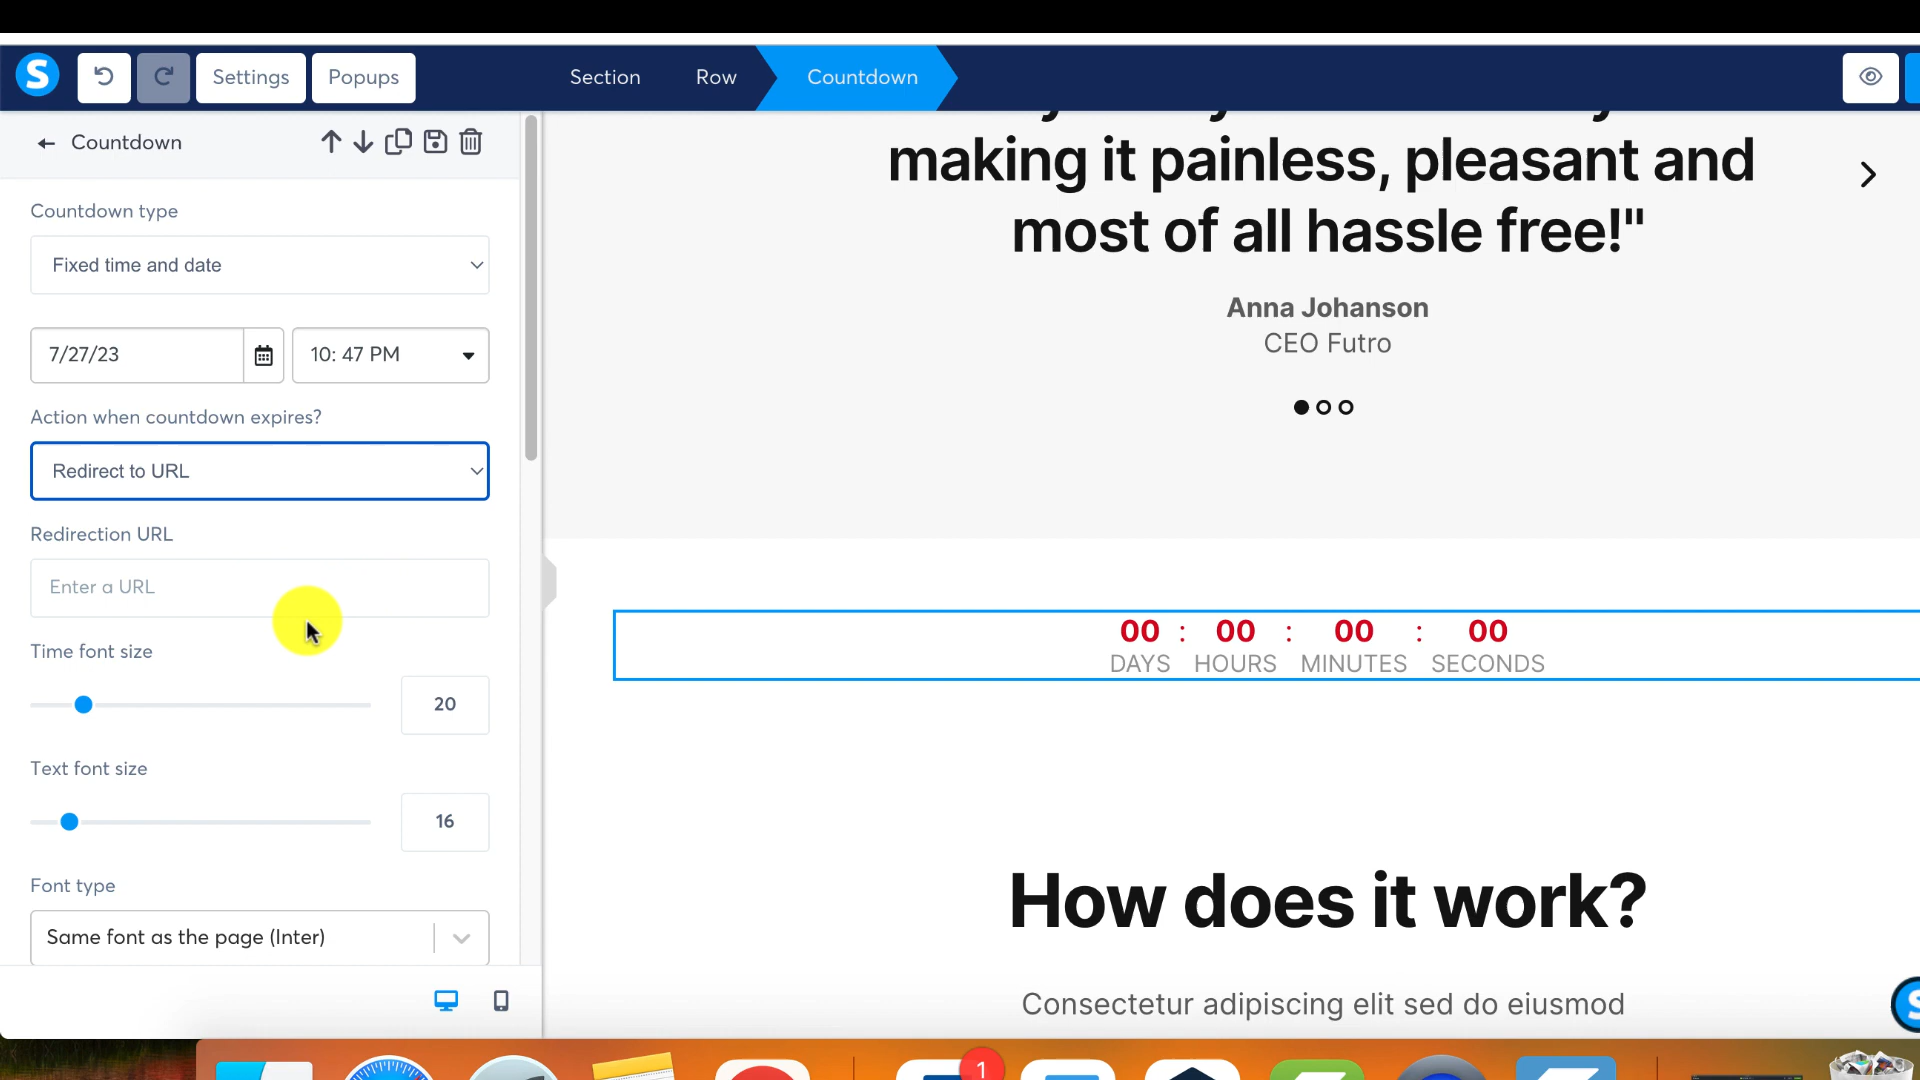 S
Settings
Popups
Section
Row
Countdown
Countdown
Countdown type
Fixed time and date
7/27/23
10: 47 PM
Action when countdown expires?
Redirect to URL
Redirection URL
Enter a URL
Time font size
20
Text font size
16
Font type
Same font as the page (Inter)
making it painless, pleasant and
most of all hassle free!"
Anna Johanson
CEO Futro
00 : 00 : 00 : 00
DAYS HOURS MINUTES SECONDS
How does it work?
Consectetur adipiscing elit sed do eiusmod
S
1